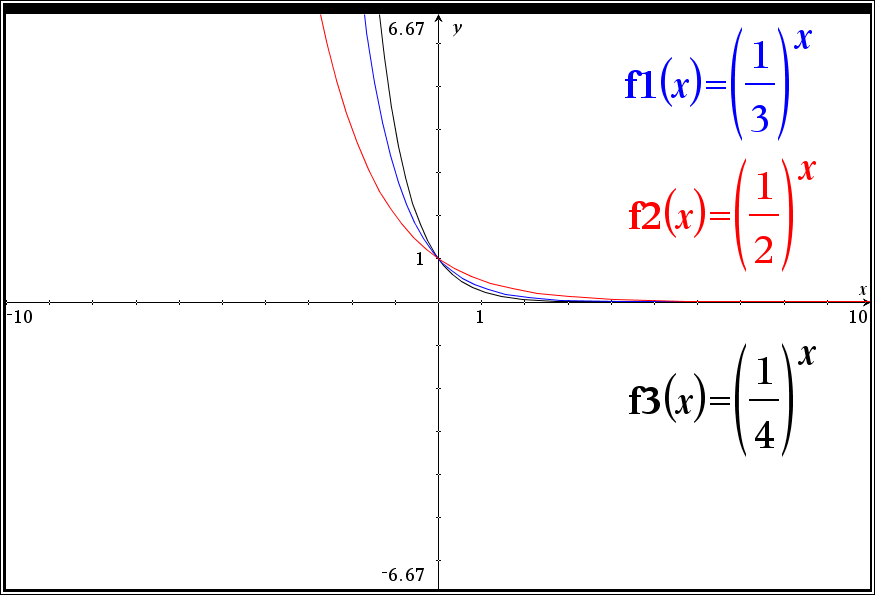 6.67 y
f1(x)=(1/3)^x
f2(x)=(1/2)^x
1
x
-10 1 10
f3(x)=(1/4)^x
-6.67